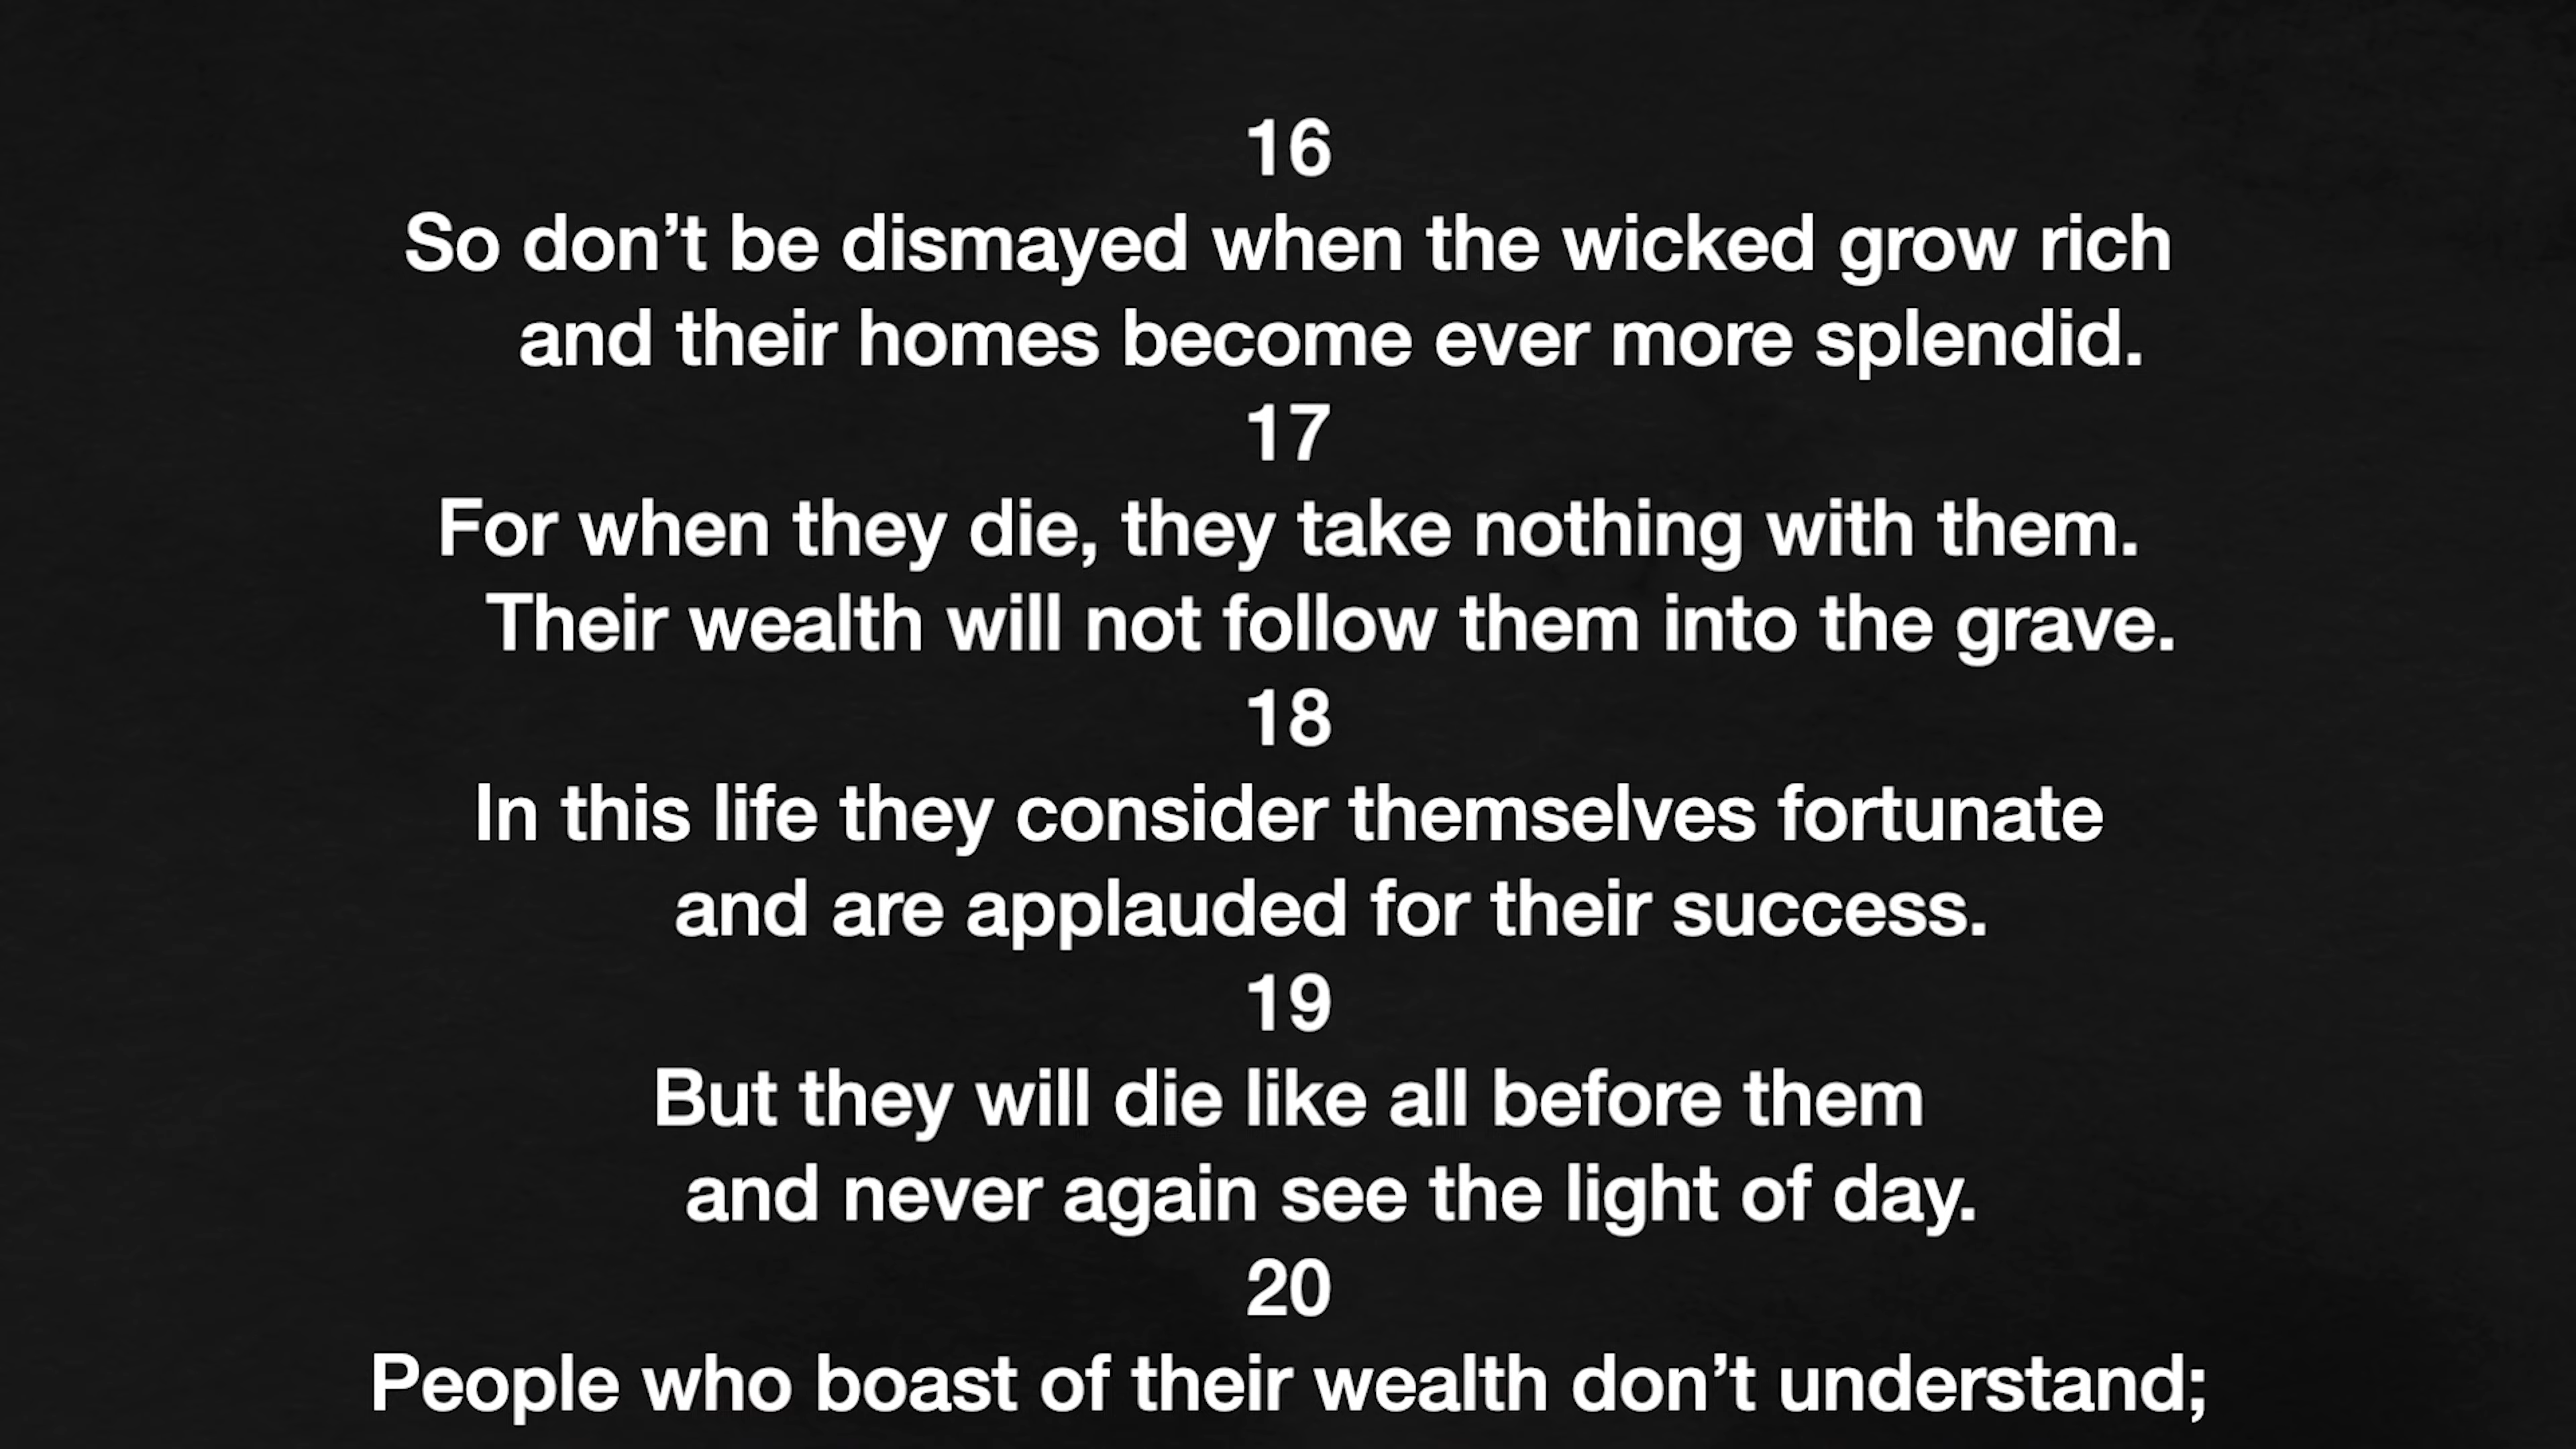 16
So don’t be dismayed when the wicked grow rich
and their homes become ever more splendid.
17
For when they die, they take nothing with them.
Their wealth will not follow them into the grave.
18
In this life they consider themselves fortunate
and are applauded for their success.
19
But they will die like all before them
and never again see the light of day.
20
People who boast of their wealth don’t understand;